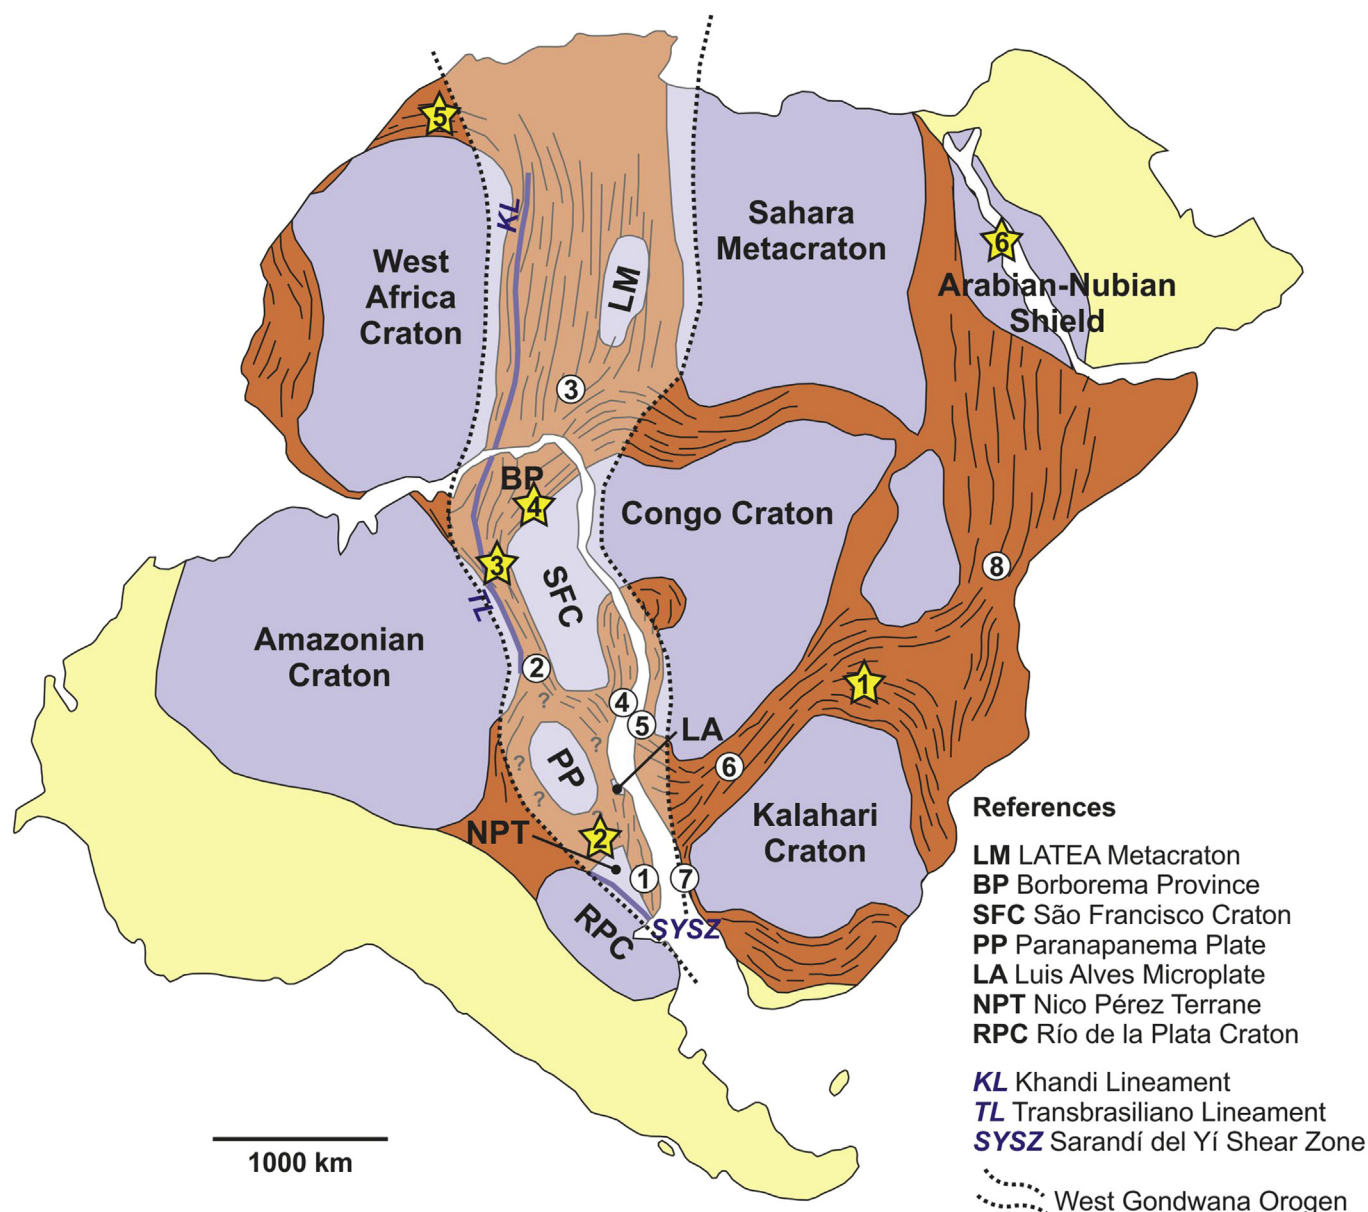 5
KL
Sahara
Metacraton
6
West
Africa
Craton
LM
Arabian-Nubian
Shield
3
BP
4
Congo Craton
3
SFC
8
TL
Amazonian
Craton
2
?
4
1
5
LA
?
PP
?
6
?
?
2
NPT
Kalahari
Craton
1
7
RPC
SYSZ
References
LM LATEA Metacraton
BP Borborema Province
SFC São Francisco Craton
PP Paranapanema Plate
LA Luis Alves Microplate
NPT Nico Pérez Terrane
RPC Río de la Plata Craton
KL Khandi Lineament
TL Transbrasiliano Lineament
SYSZ Sarandí del Yí Shear Zone
West Gondwana Orogen
1000 km